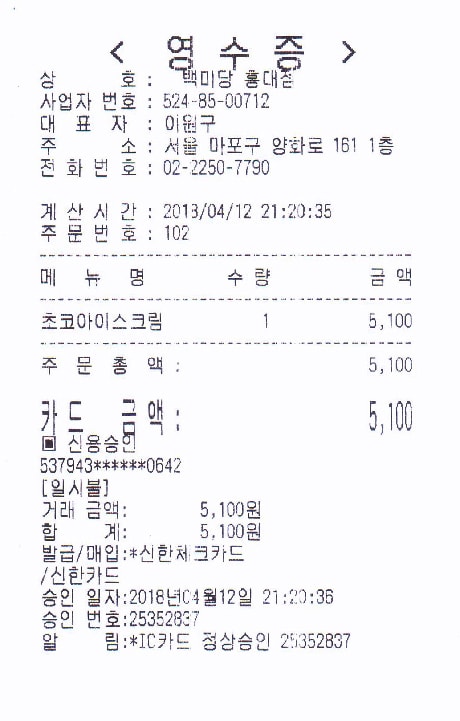 < 영수증 >
상 호 : 백미당 홍대점
사업자 번호 : 524-85-00712
대 표 자 : 이원구
주 소 : 서울 마포구 양화로 161 1층
전 화 번 호 : 02-2250-7790
계 산 시 간 : 2018/04/12 21:20:35
주 문 번 호 : 102
메 뉴 명 수 량 금 액
초코아이스크림 1 5,100
주 문 총 액 : 5,100
카드 금액: 5,100
▣ 신용승인
537943******0642
[일시불]
거래 금액: 5,100원
합 계: 5,100원
발급/매입:*신한체크카드
/신한카드
승인 일자:2018년04월12일 21:20:36
승인 번호:25352837
알 림:*IC카드 정상승인 25352837